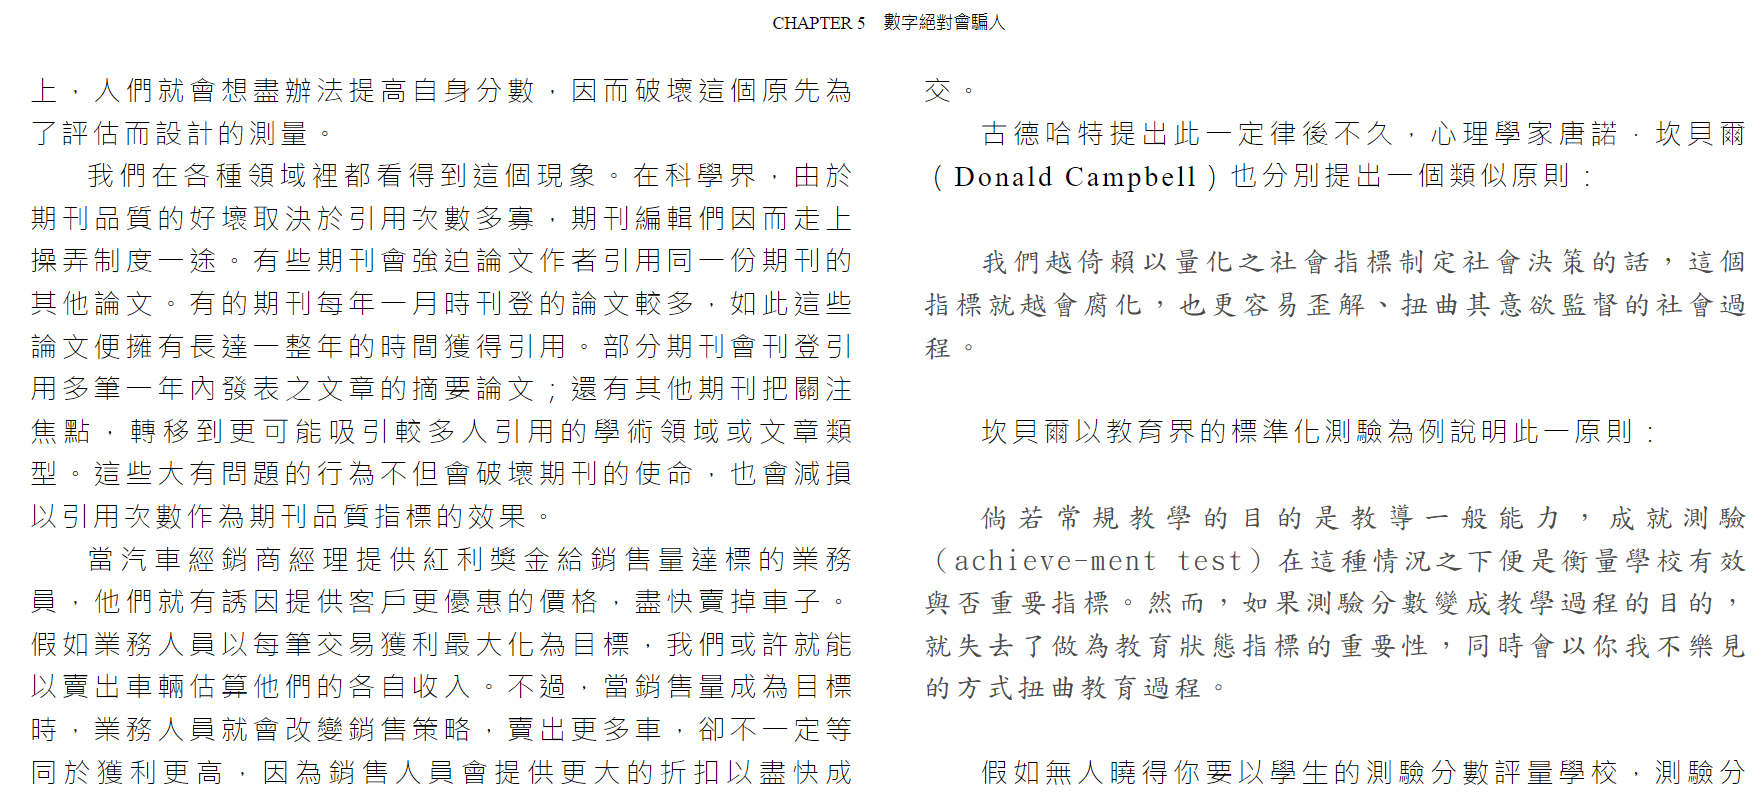 CHAPTER 5　數字絕對會騙人
上，人們就會想盡辦法提高自身分數，因而破壞這個原先為
了評估而設計的測量。
我們在各種領域裡都看得到這個現象。在科學界，由於
期刊品質的好壞取決於引用次數多寡，期刊編輯們因而走上
操弄制度一途。有些期刊會強迫論文作者引用同一份期刊的
其他論文。有的期刊每年一月時刊登的論文較多，如此這些
論文便擁有長達一整年的時間獲得引用。部分期刊會刊登引
用多筆一年內發表之文章的摘要論文；還有其他期刊把關注
焦點，轉移到更可能吸引較多人引用的學術領域或文章類
型。這些大有問題的行為不但會破壞期刊的使命，也會減損
以引用次數作為期刊品質指標的效果。
當汽車經銷商經理提供紅利獎金給銷售量達標的業務
員，他們就有誘因提供客戶更優惠的價格，盡快賣掉車子。
假如業務人員以每筆交易獲利最大化為目標，我們或許就能
以賣出車輛估算他們的各自收入。不過，當銷售量成為目標
時，業務人員就會改變銷售策略，賣出更多車，卻不一定等
同於獲利更高，因為銷售人員會提供更大的折扣以盡快成
交。
古德哈特提出此一定律後不久，心理學家唐諾．坎貝爾
（Donald Campbell）也分別提出一個類似原則：
我們越倚賴以量化之社會指標制定社會決策的話，這個
指標就越會腐化，也更容易歪解、扭曲其意欲監督的社會過
程。
坎貝爾以教育界的標準化測驗為例說明此一原則：
倘若常規教學的目的是教導一般能力，成就測驗
（achieve-ment test）在這種情況之下便是衡量學校有效
與否重要指標。然而，如果測驗分數變成教學過程的目的，
就失去了做為教育狀態指標的重要性，同時會以你我不樂見
的方式扭曲教育過程。
假如無人曉得你要以學生的測驗分數評量學校，測驗分